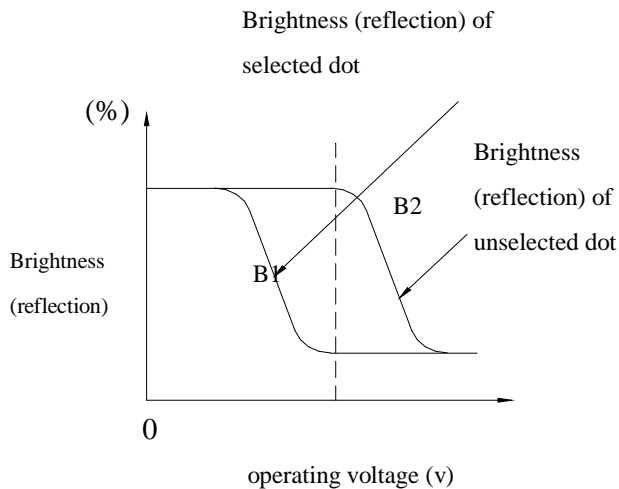 Brightness (reflection) of
selected dot
(%)
Brightness
(reflection) of
unselected dot
B2
B1
Brightness
(reflection)
0
operating voltage (v)